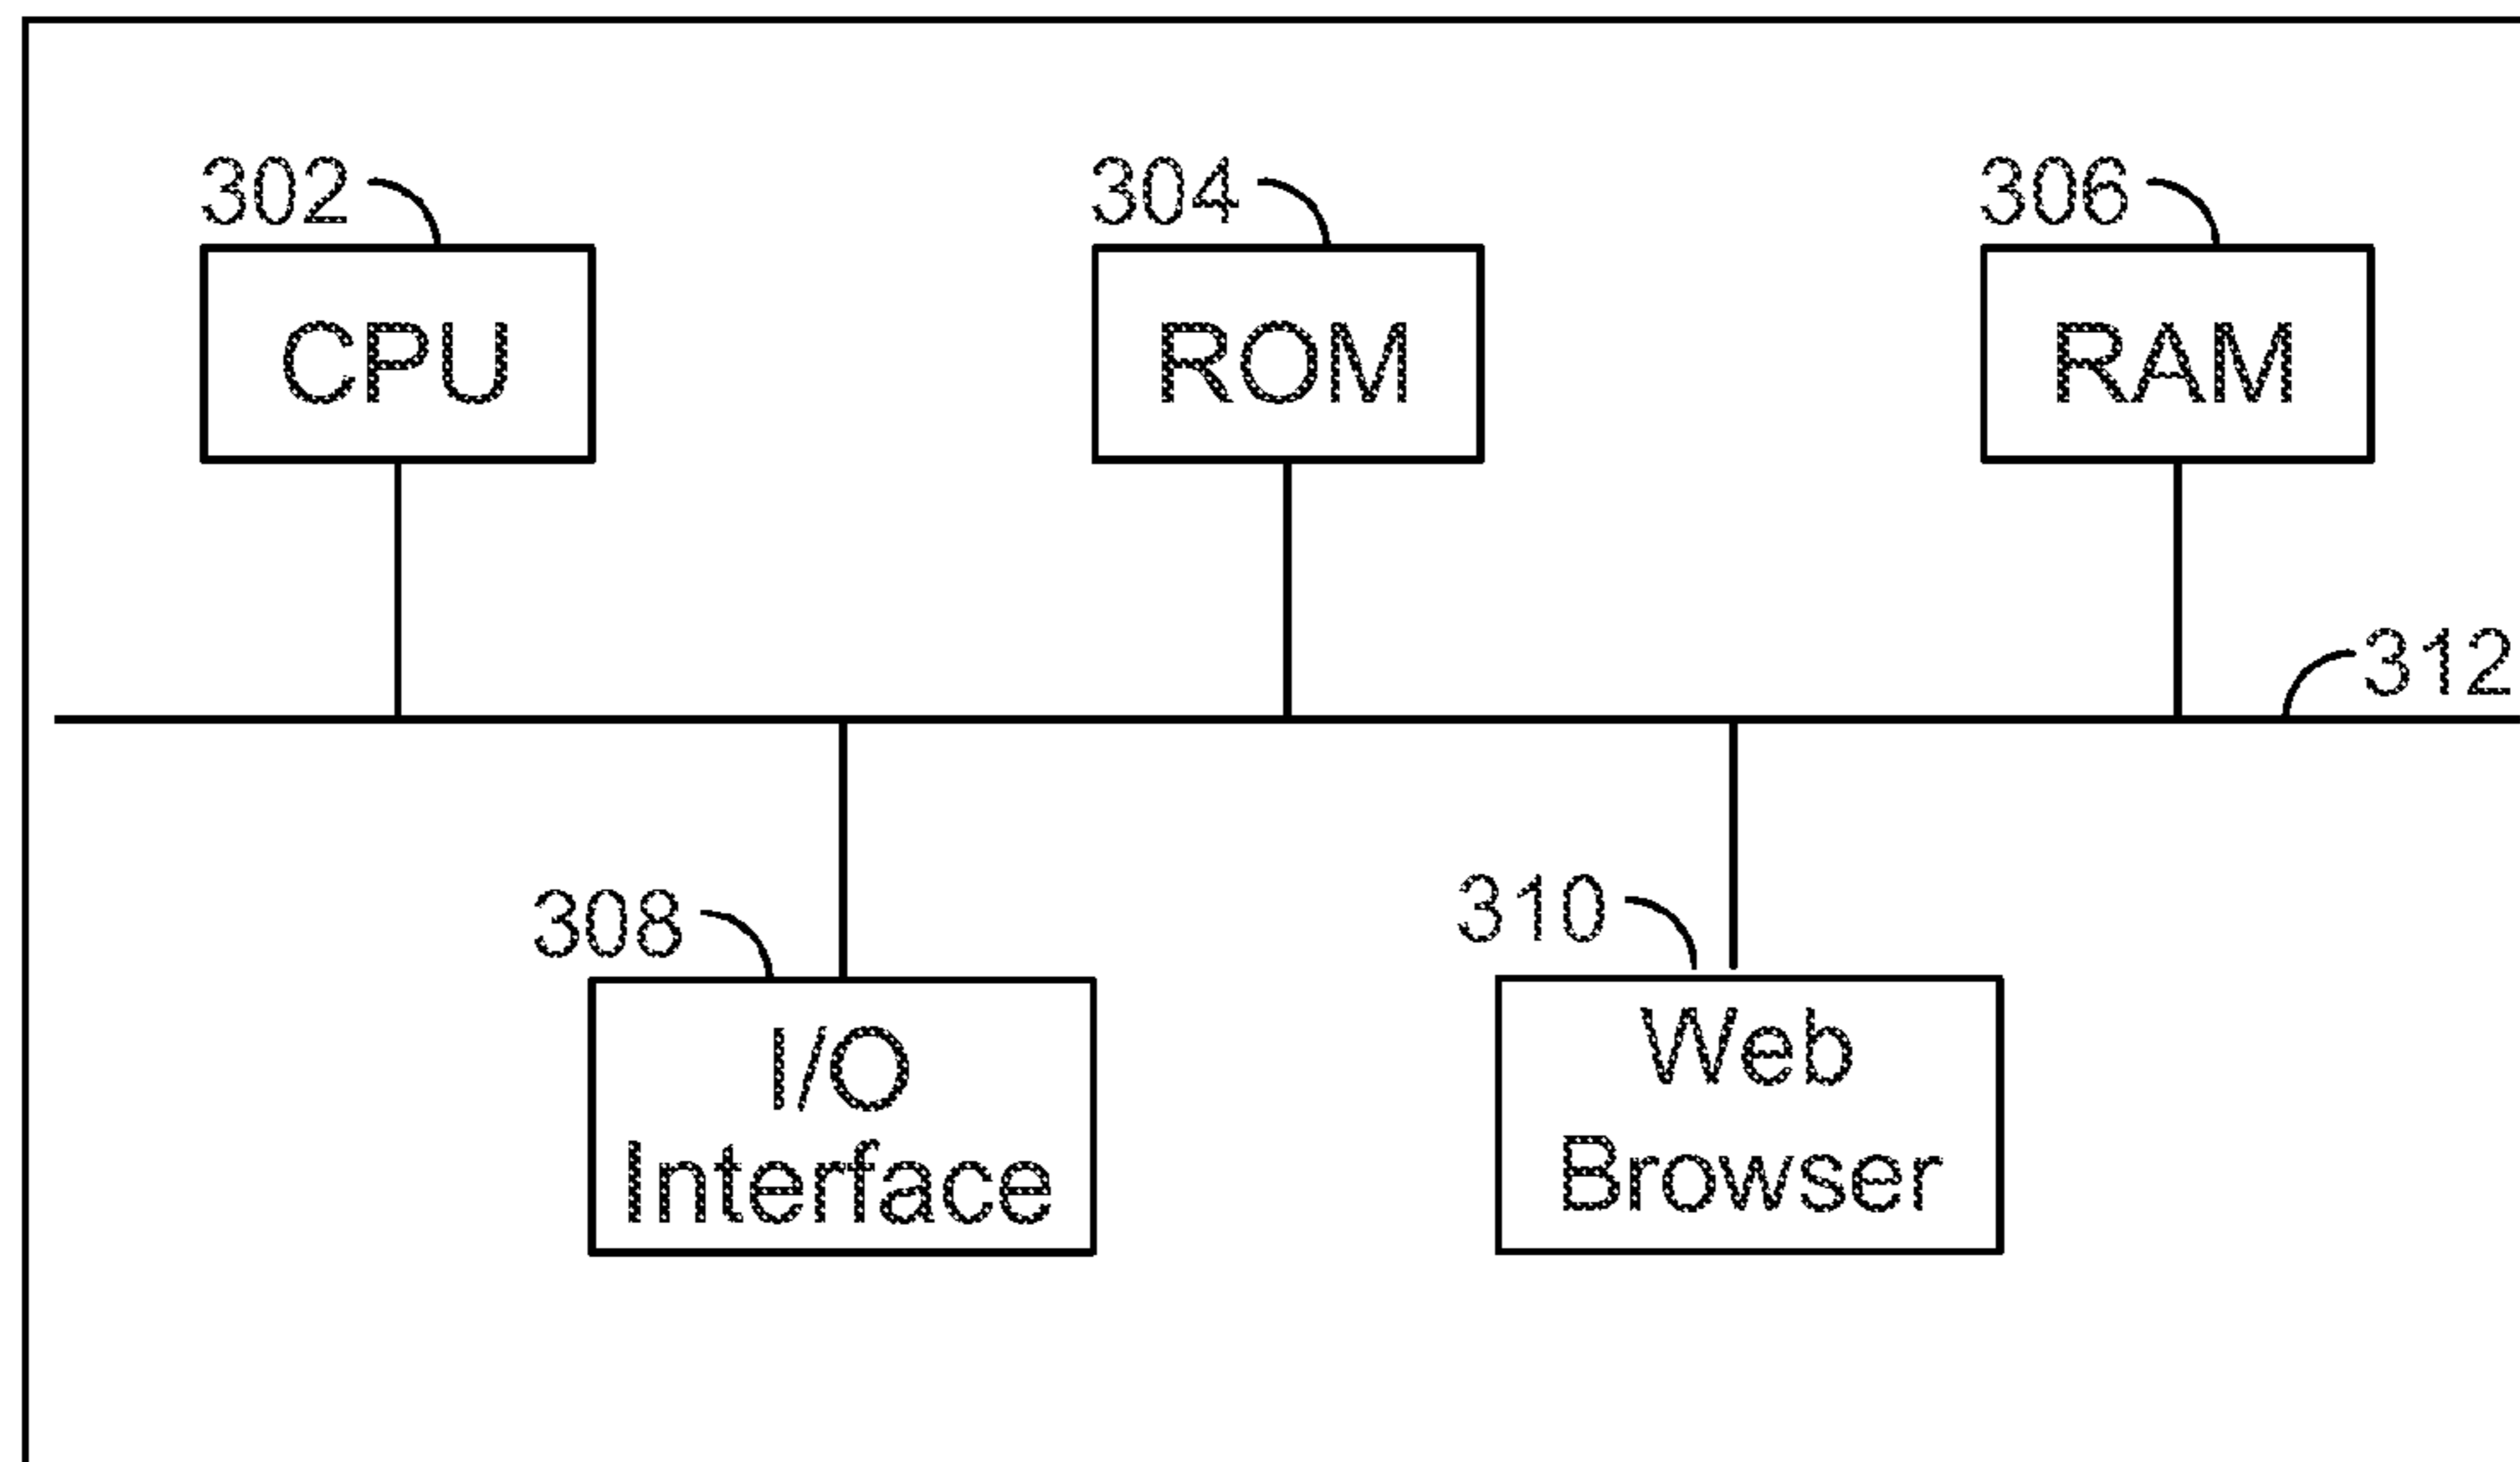 302
304
306
CPU
ROM
RAM
312
308
310
I/O
Interface
Web
Browser